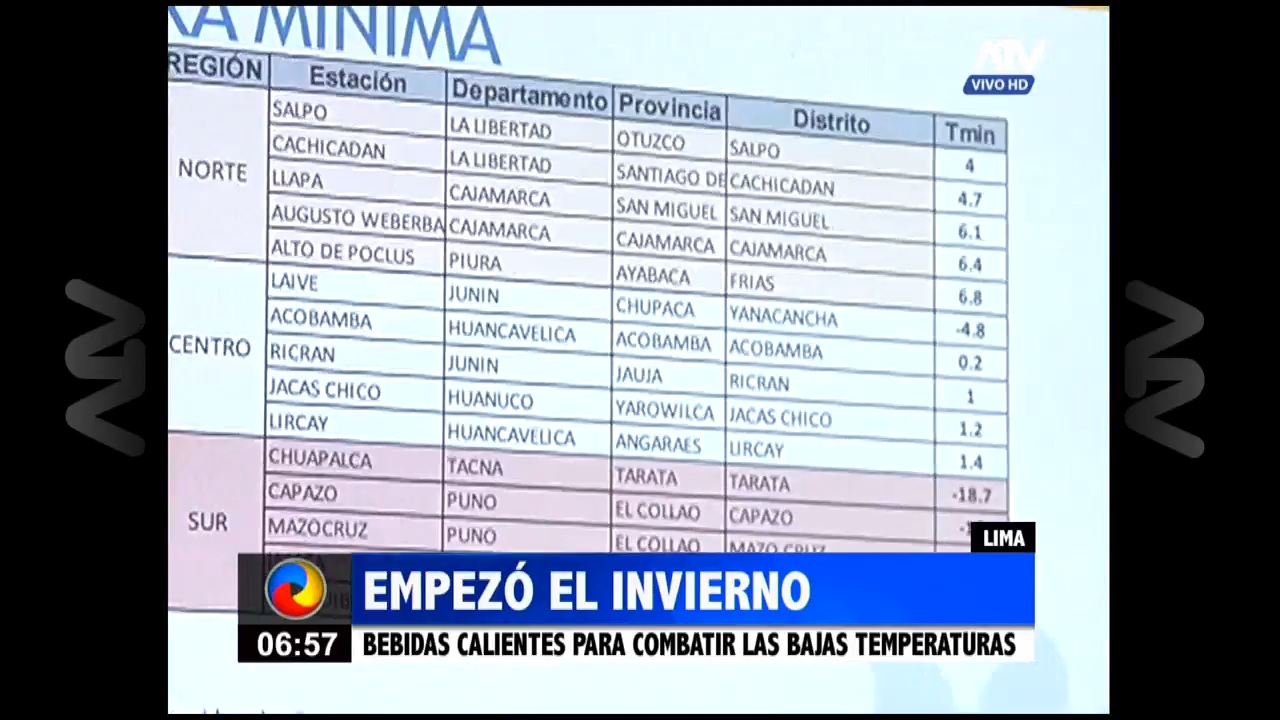 RA MÍNIMA
ATV
VIVO HD
REGIÓN Estación Departamento Provincia Distrito Tmin
NORTE
SALPO LA LIBERTAD OTUZCO SALPO 4
CACHICADAN LA LIBERTAD SANTIAGO DE CACHICADAN 4.7
LLAPA CAJAMARCA SAN MIGUEL SAN MIGUEL 6.1
AUGUSTO WEBERBA CAJAMARCA CAJAMARCA CAJAMARCA 6.4
ALTO DE POCLUS PIURA AYABACA FRIAS 6.8
CENTRO
LAIVE JUNIN CHUPACA YANACANCHA -4.8
ACOBAMBA HUANCAVELICA ACOBAMBA ACOBAMBA 0.2
RICRAN JUNIN JAUJA RICRAN 1
JACAS CHICO HUANUCO YAROWILCA JACAS CHICO 1.2
LIRCAY HUANCAVELICA ANGARAES LIRCAY 1.4
SUR
CHUAPALCA TACNA TARATA TARATA -18.7
CAPAZO PUNO EL COLLAO CAPAZO
MAZOCRUZ PUNO EL COLLAO MAZO CRUZ
LIMA
EMPEZÓ EL INVIERNO
06:57 BEBIDAS CALIENTES PARA COMBATIR LAS BAJAS TEMPERATURAS